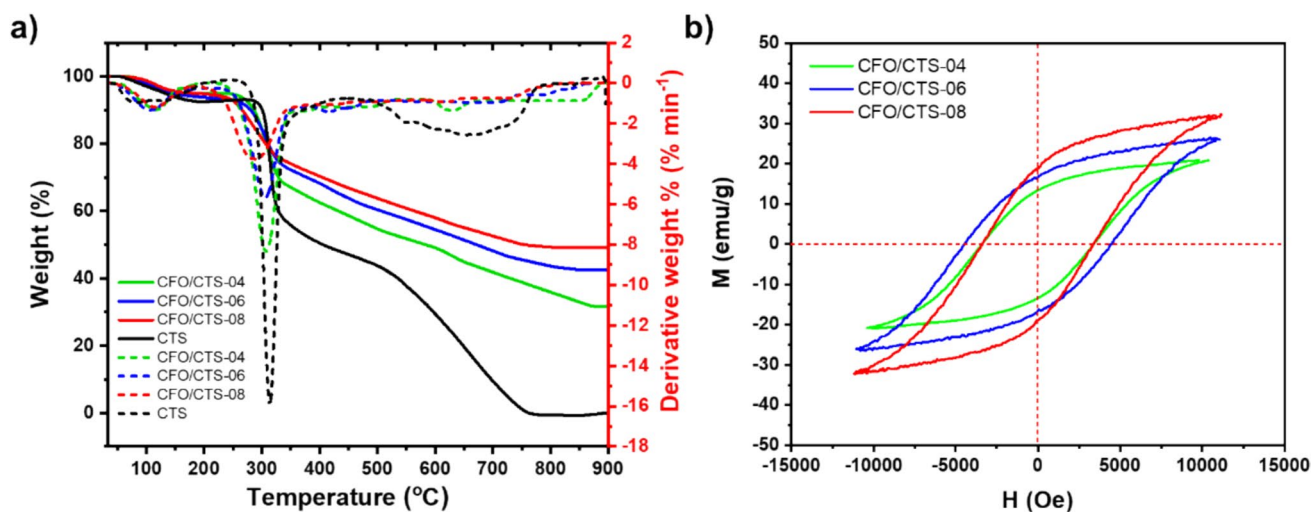 a)
Weight (%)
100
80
60
40
20
0
CFO/CTS-04
CFO/CTS-06
CFO/CTS-08
CTS
CFO/CTS-04
CFO/CTS-06
CFO/CTS-08
CTS
100 200 300 400 500 600 700 800 900
Temperature (°C)
2
0
-2
-4
-6
-8
-10
-11
-14
-16
-18
Derivative weight % (% min⁻¹)
b)
M (emu/g)
50
40
30
20
10
0
-10
-20
-30
-40
-50
CFO/CTS-04
CFO/CTS-06
CFO/CTS-08
-15000 -10000 -5000 0 5000 10000 15000
H (Oe)